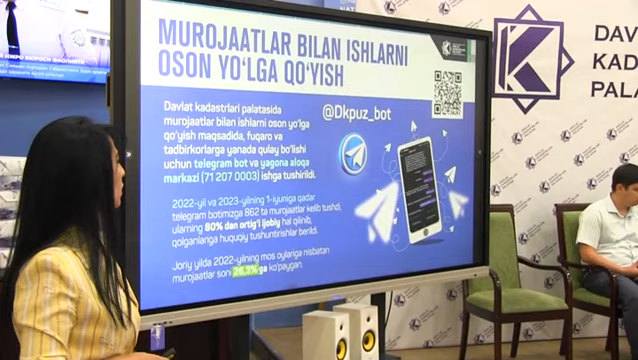 MUROJAATLAR BILAN ISHLARNI
OSON YO‘LGA QO‘YISH
Davlat kadastrlari palatasida
murojaatlar bilan ishlarni oson yo‘lga
qo‘yish maqsadida, fuqaro va
tadbirkorlarga yanada qulay bo‘lishi
uchun telegram bot va yagona aloqa
markazi (71 207 0003) ishga tushirildi.
@Dkpuz_bot
2022-yil va 2023-yilning 1-iyuniga qadar
telegram botimizga 862 ta murojaatlar kelib tushdi,
ularning 80% dan ortig‘i ijobiy hal qilinib,
qolganlariga huquqiy tushuntirishlar berildi.
Joriy yilda 2022-yilning mos oylariga nisbatan
murojaatlar soni 26,3% ga ko‘paygan.
DAV
KADA
PALA